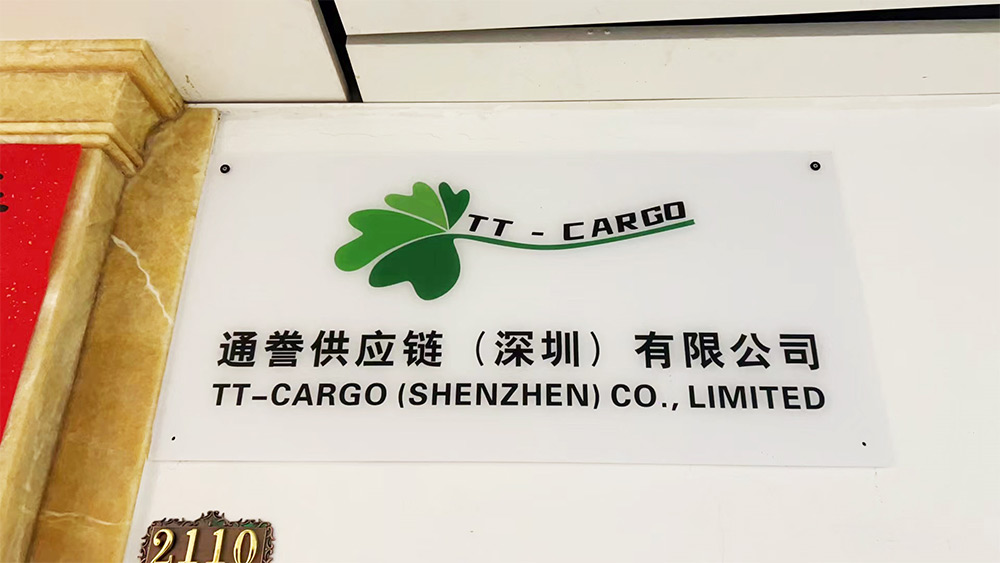 TT - CARGO
通誉供应链（深圳）有限公司
TT-CARGO (SHENZHEN) CO., LIMITED
2110